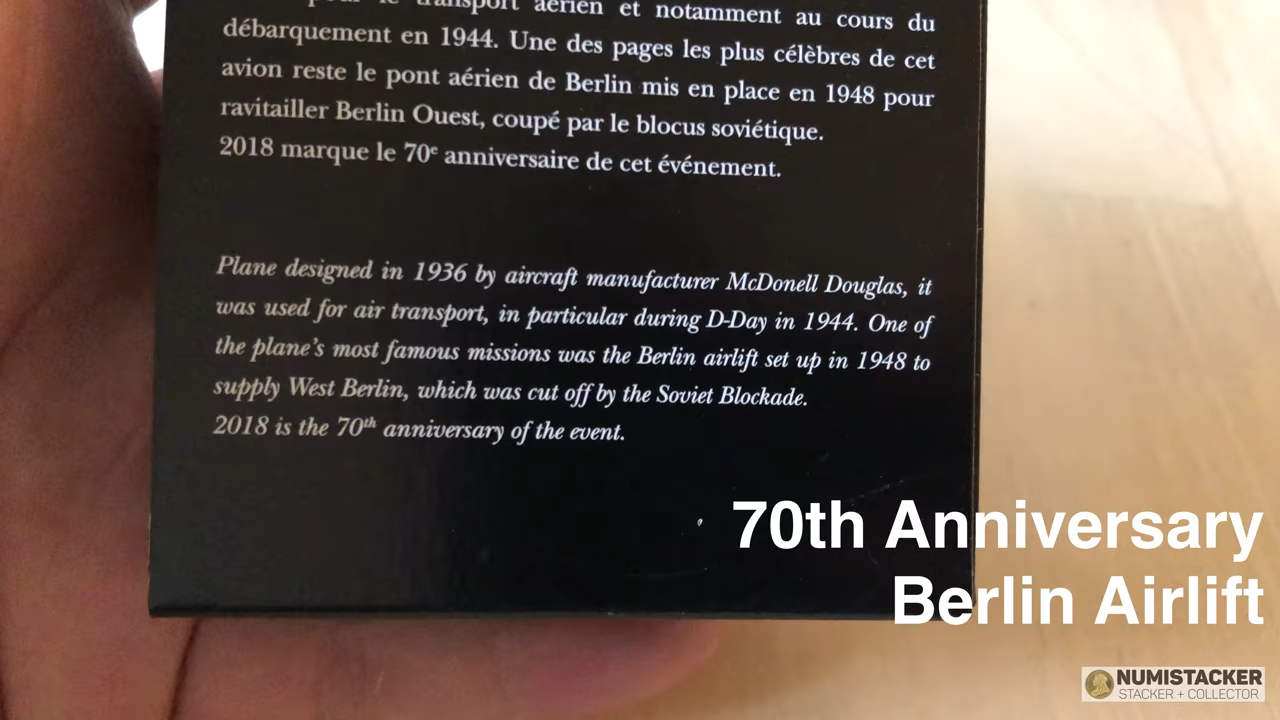 transport aérien et notamment au cours du
débarquement en 1944. Une des pages les plus célèbres de cet
avion reste le pont aérien de Berlin mis en place en 1948 pour
ravitailler Berlin Ouest, coupé par le blocus soviétique.
2018 marque le 70e anniversaire de cet événement.
Plane designed in 1936 by aircraft manufacturer McDonell Douglas, it
was used for air transport, in particular during D-Day in 1944. One of
the plane's most famous missions was the Berlin airlift set up in 1948 to
supply West Berlin, which was cut off by the Soviet Blockade.
2018 is the 70th anniversary of the event.
70th Anniversary
Berlin Airlift
NUMISTACKER
STACKER + COLLECTOR